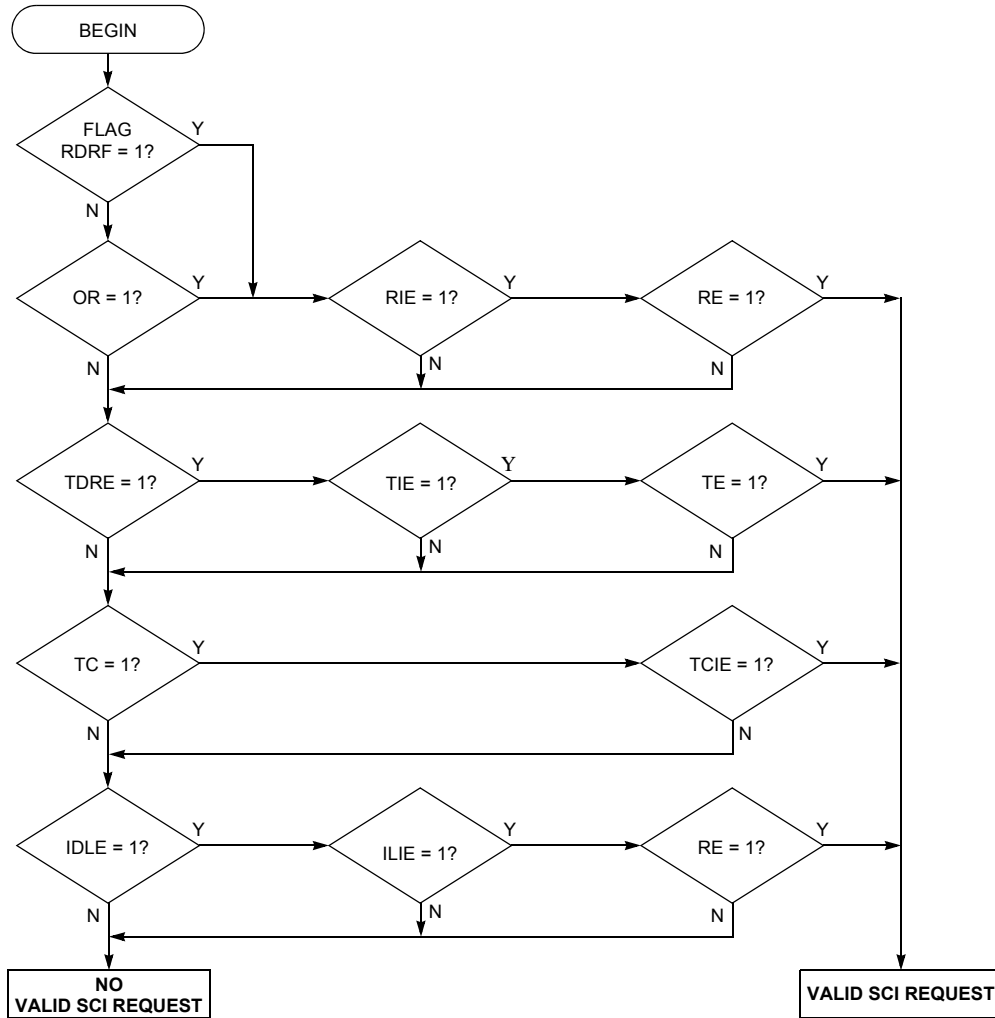 BEGIN
FLAG
RDRF = 1?
Y
N
OR = 1?
Y
RIE = 1?
Y
RE = 1?
Y
N
N
N
TDRE = 1?
Y
TIE = 1?
Y
TE = 1?
Y
N
N
N
TC = 1?
Y
TCIE = 1?
Y
N
N
IDLE = 1?
Y
ILIE = 1?
Y
RE = 1?
Y
N
N
N
NO
VALID SCI REQUEST
VALID SCI REQUEST